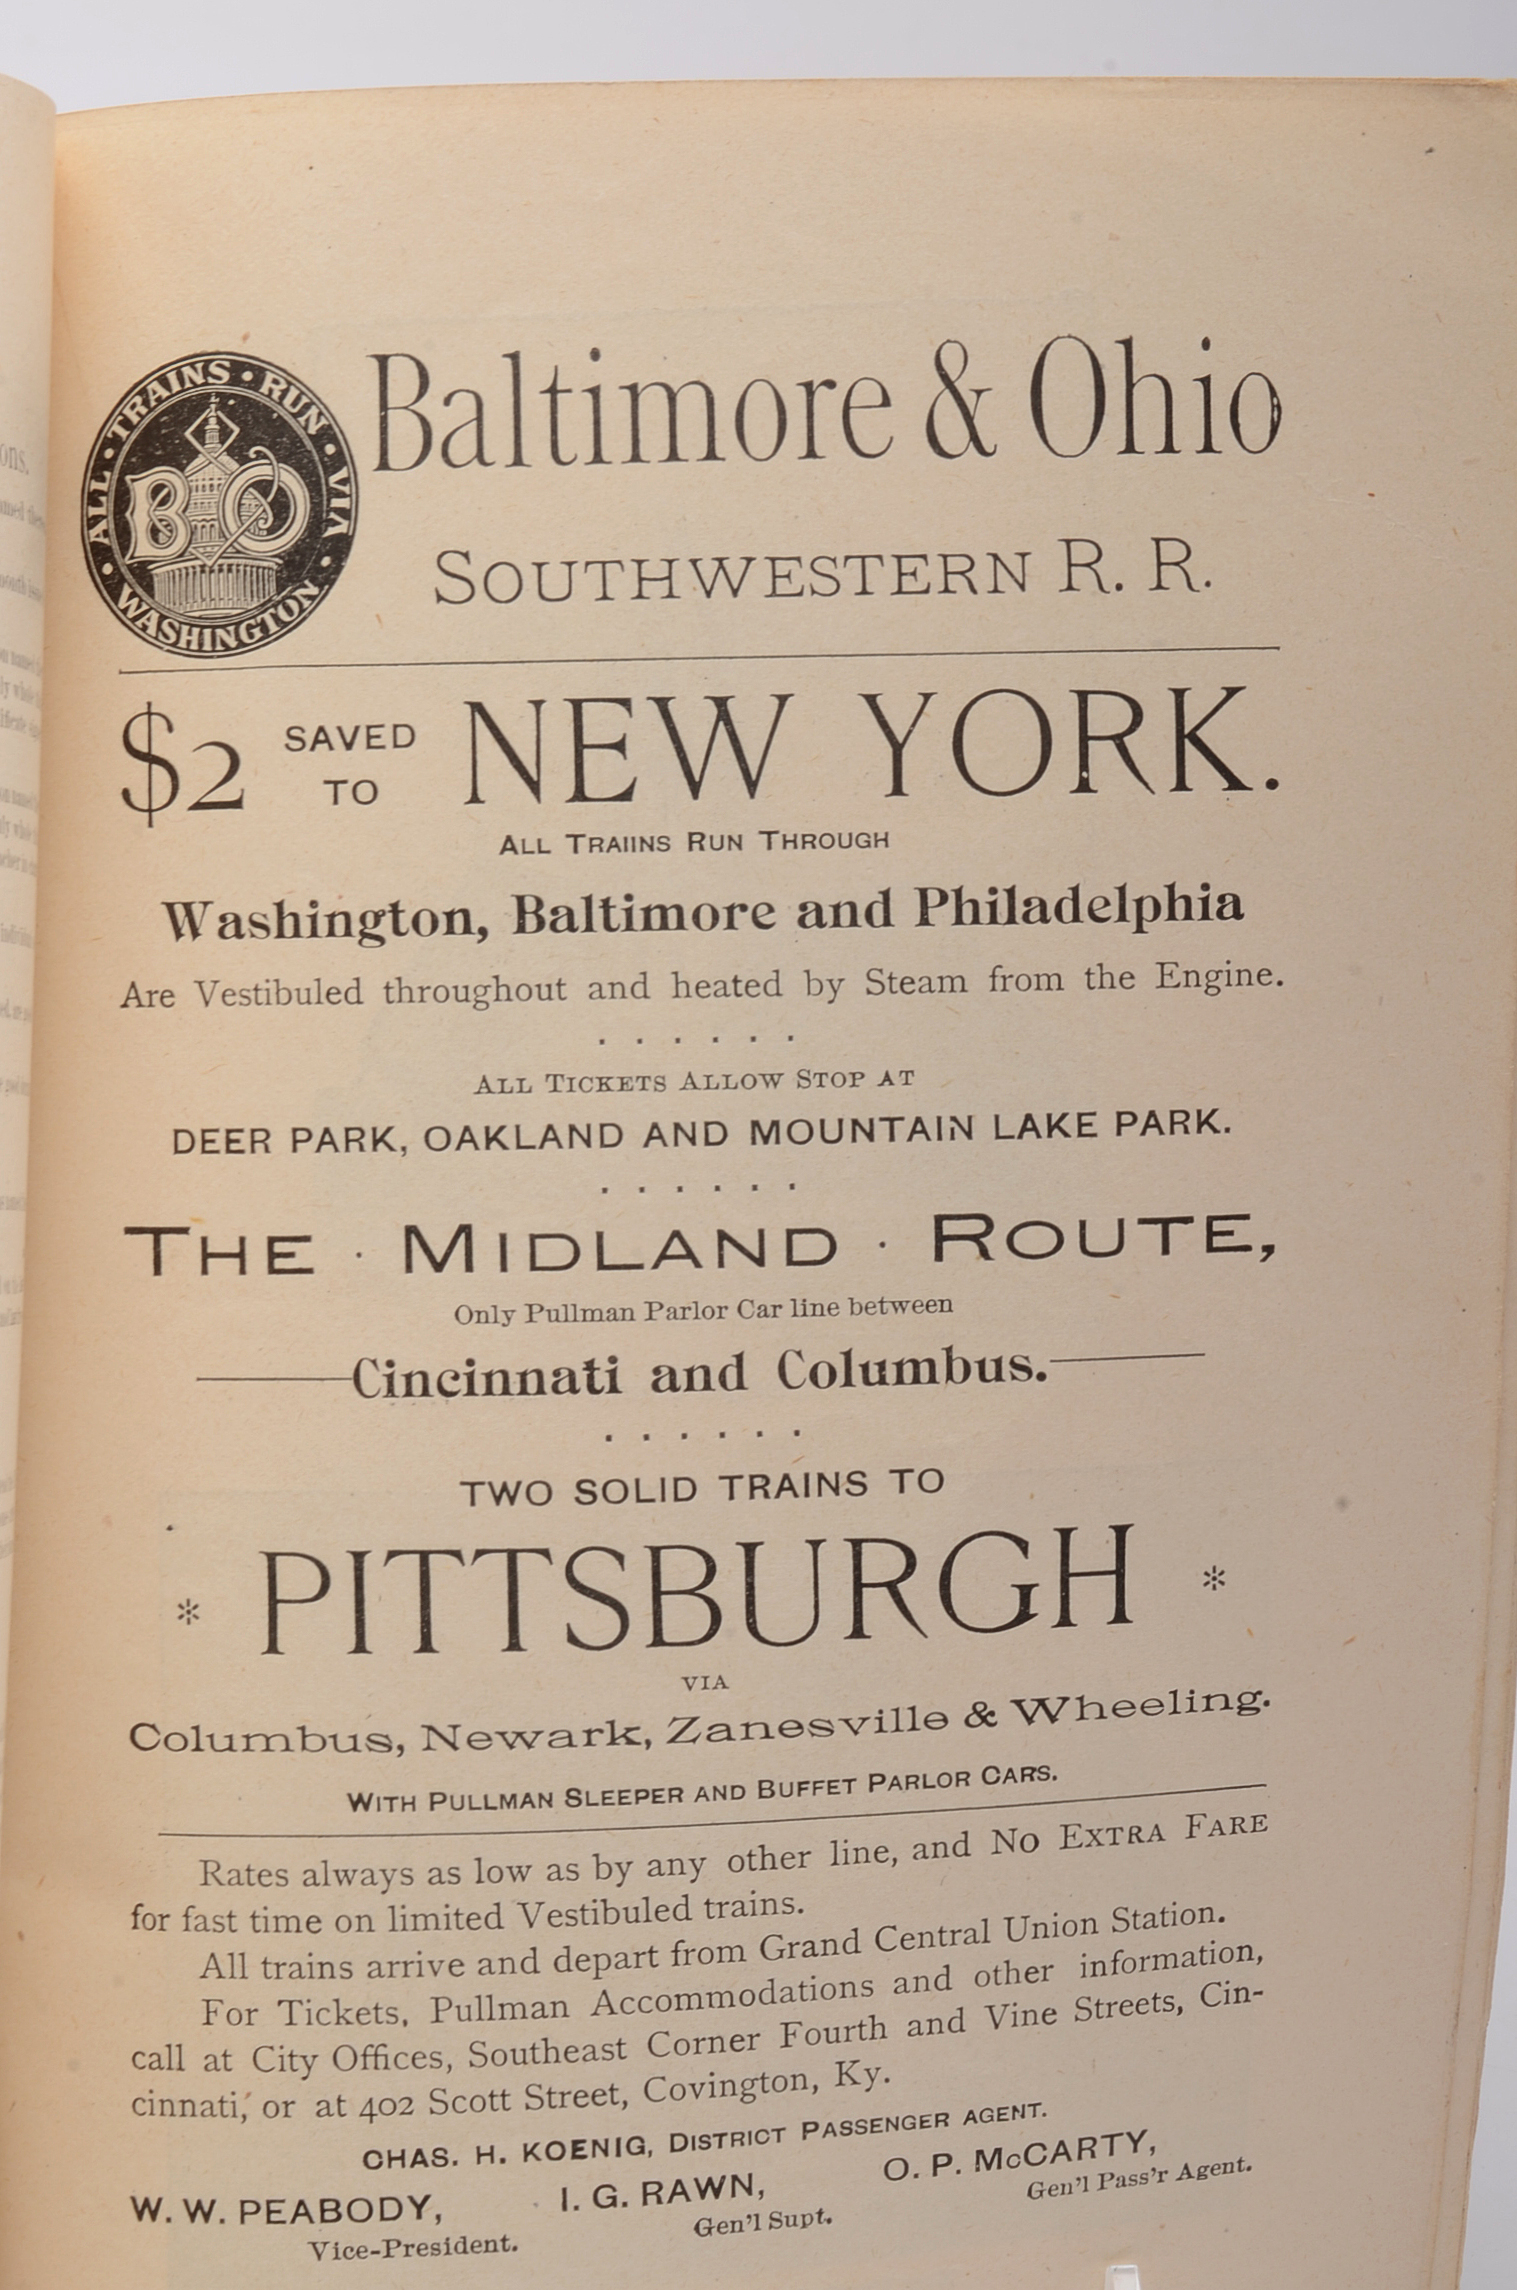 ALL · TRAINS · RUN · VIA · WASHINGTON
B&O
Baltimore & Ohio
SOUTHWESTERN R. R.
$2 SAVED TO NEW YORK.
ALL TRAIINS RUN THROUGH
Washington, Baltimore and Philadelphia
Are Vestibuled throughout and heated by Steam from the Engine.
. . . . . .
ALL TICKETS ALLOW STOP AT
DEER PARK, OAKLAND AND MOUNTAIN LAKE PARK.
. . . . . .
THE · MIDLAND · ROUTE,
Only Pullman Parlor Car line between
Cincinnati and Columbus.
. . . . . .
TWO SOLID TRAINS TO
* PITTSBURGH *
VIA
Columbus, Newark, Zanesville & Wheeling.
WITH PULLMAN SLEEPER AND BUFFET PARLOR CARS.
Rates always as low as by any other line, and NO EXTRA FARE
for fast time on limited Vestibuled trains.
All trains arrive and depart from Grand Central Union Station.
For Tickets, Pullman Accommodations and other information,
call at City Offices, Southeast Corner Fourth and Vine Streets, Cin-
cinnati, or at 402 Scott Street, Covington, Ky.
CHAS. H. KOENIG, DISTRICT PASSENGER AGENT.
W. W. PEABODY, I. G. RAWN, O. P. McCARTY,
Vice-President. Gen'l Supt. Gen'l Pass'r Agent.